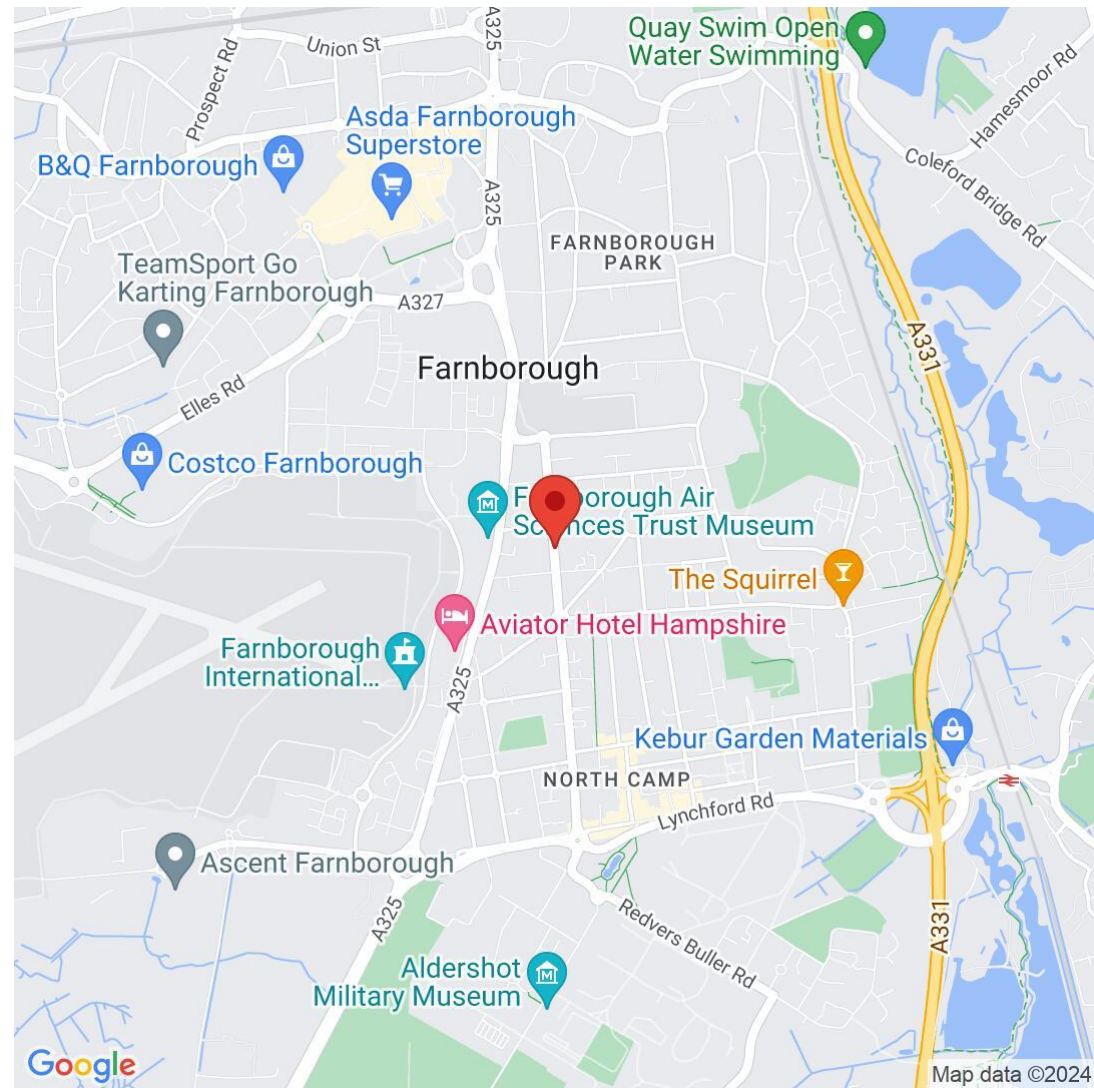 Union St
A325
Quay Swim Open
Water Swimming
Prospect Rd
Hamesmoor Rd
Asda Farnborough
Superstore
B&Q Farnborough
Coleford Bridge Rd
A325
FARNBOROUGH
PARK
TeamSport Go
Karting Farnborough
A327
A331
Farnborough
Elles Rd
Costco Farnborough
Air
Trust Museum
The Squirrel
Aviator Hotel Hampshire
Farnborough
International...
A325
Kebur Garden Materials
NORTH CAMP
Lynchford Rd
Ascent Farnborough
A325
Redvers Buller Rd
A331
Aldershot
Military Museum
Google
Map data ©2024